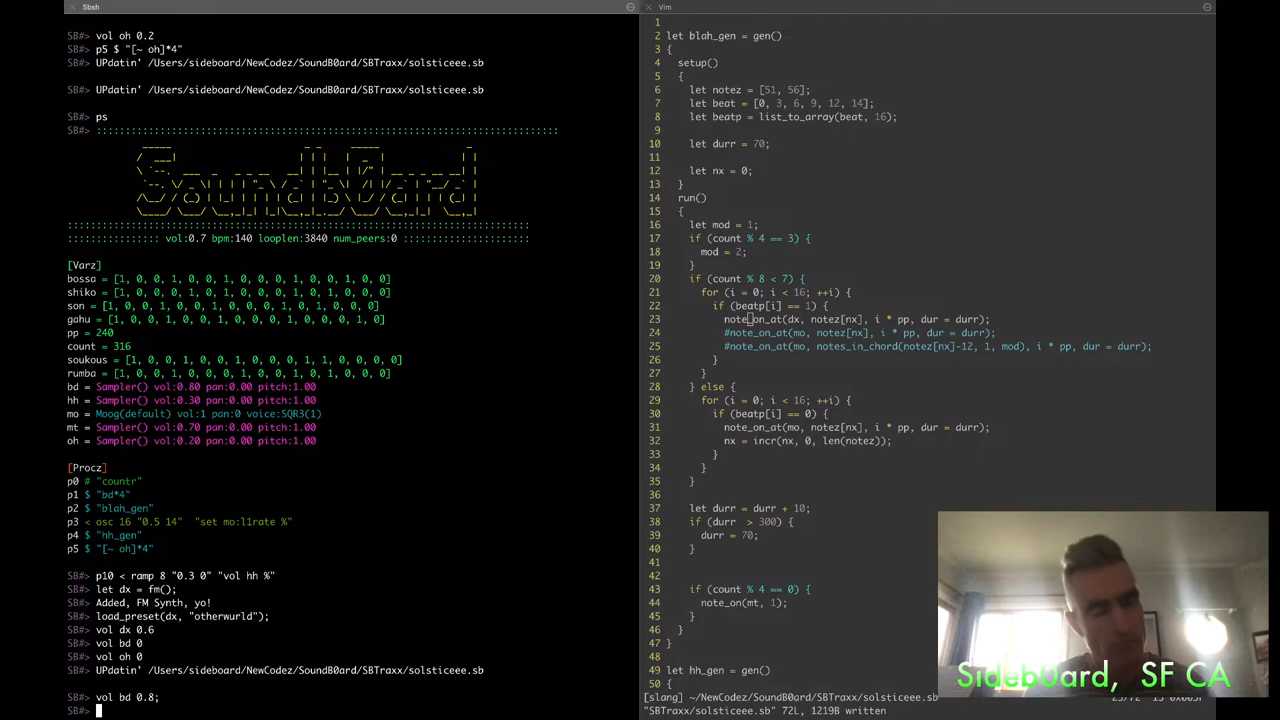 Sbsh
SB#> vol oh 0.2
SB#> p5 $ "[~ oh]*4"
SB#> UPdatin' /Users/sideboard/NewCodez/SoundB0ard/SBTraxx/solsticeee.sb
SB#> UPdatin' /Users/sideboard/NewCodez/SoundB0ard/SBTraxx/solsticeee.sb
SB#> ps
SB#>
Soundb0ard
vol:0.7 bpm:140 looplen:3840 num_peers:0
[Varz]
bossa = [1, 0, 0, 1, 0, 0, 1, 0, 0, 0, 1, 0, 0, 1, 0, 0]
shiko = [1, 0, 0, 0, 1, 0, 1, 0, 0, 0, 1, 0, 1, 0, 0, 0]
son = [1, 0, 0, 1, 0, 0, 1, 0, 0, 0, 1, 0, 1, 0, 0, 0]
gahu = [1, 0, 0, 1, 0, 0, 1, 0, 0, 0, 1, 0, 0, 0, 1, 0]
pp = 240
count = 316
soukous = [1, 0, 0, 1, 0, 0, 1, 0, 0, 0, 1, 1, 0, 0, 0, 0]
rumba = [1, 0, 0, 1, 0, 0, 0, 1, 0, 0, 1, 0, 1, 0, 0, 0]
bd = Sampler() vol:0.80 pan:0.00 pitch:1.00
hh = Sampler() vol:0.30 pan:0.00 pitch:1.00
mo = Moog(default) vol:1 pan:0 voice:SQR3(1)
mt = Sampler() vol:0.70 pan:0.00 pitch:1.00
oh = Sampler() vol:0.20 pan:0.00 pitch:1.00
[Procz]
p0 # "countr"
p1 $ "bd*4"
p2 $ "blah_gen"
p3 < osc 16 "0.5 14" "set mo:l1rate %"
p4 $ "hh_gen"
p5 $ "[~ oh]*4"
SB#> p10 < ramp 8 "0.3 0" "vol hh %"
SB#> let dx = fm();
SB#> Added, FM Synth, yo!
SB#> load_preset(dx, "otherwurld");
SB#> vol dx 0.6
SB#> vol bd 0
SB#> vol oh 0
SB#> UPdatin' /Users/sideboard/NewCodez/SoundB0ard/SBTraxx/solsticeee.sb
SB#> vol bd 0.8;
SB#>
Vim
1
2 let blah_gen = gen()
3 {
4 setup()
5 {
6 let notez = [51, 56];
7 let beat = [0, 3, 6, 9, 12, 14];
8 let beatp = list_to_array(beat, 16);
9
10 let durr = 70;
11
12 let nx = 0;
13 }
14 run()
15 {
16 let mod = 1;
17 if (count % 4 == 3) {
18 mod = 2;
19 }
20 if (count % 8 < 7) {
21 for (i = 0; i < 16; ++i) {
22 if (beatp[i] == 1) {
23 note_on_at(dx, notez[nx], i * pp, dur = durr);
24 #note_on_at(mo, notez[nx], i * pp, dur = durr);
25 #note_on_at(mo, notes_in_chord(notez[nx]-12, 1, mod), i * pp, dur = durr);
26 }
27 }
28 } else {
29 for (i = 0; i < 16; ++i) {
30 if (beatp[i] == 0) {
31 note_on_at(mo, notez[nx], i * pp, dur = durr);
32 nx = incr(nx, 0, len(notez));
33 }
34 }
35 }
36
37 let durr = durr + 10;
38 if (durr > 300) {
39 durr = 70;
40 }
41
42
43 if (count % 4 == 0) {
44 note_on(mt, 1);
45 }
46 }
47 }
48
49 let hh_gen = gen()
50 {
[slang] ~/NewCodez/SoundB0ard/SBTraxx/solsticeee.sb
"SBTraxx/solsticeee.sb" 72L, 1219B written
Sideb0ard, SF CA